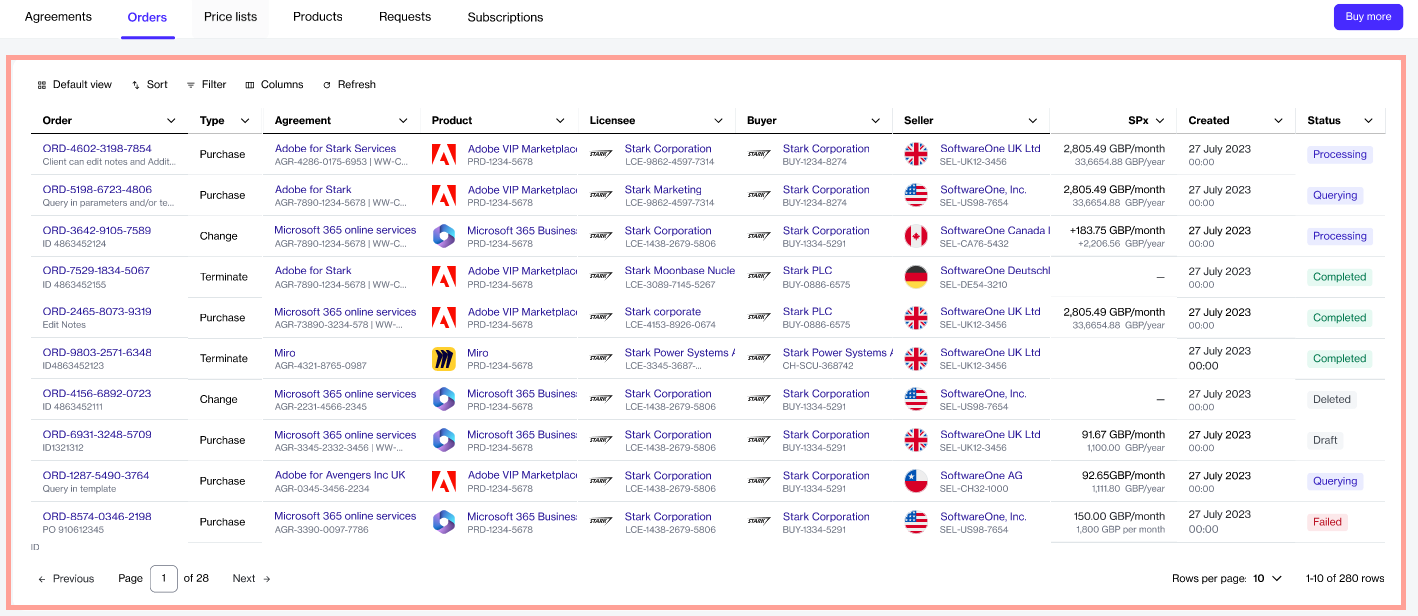 Agreements Orders Price lists Products Requests Subscriptions Buy more
Default view Sort Filter Columns Refresh
Order Type Agreement Product Licensee Buyer Seller SPx Created Status
ORD-4602-3198-7854 Purchase Adobe for Stark Services Adobe VIP Marketplac STARK Stark Corporation STARK Stark Corporation SoftwareOne UK Ltd 2,805.49 GBP/month 27 July 2023 Processing
Client can edit notes and Addit... AGR-4286-0175-6953 | WW-C... PRD-1234-5678 LCE-9862-4597-7314 BUY-1234-8274 SEL-UK12-3456 33,6654.88 GBP/year 00:00
ORD-5198-6723-4806 Purchase Adobe for Stark Adobe VIP Marketplac STARK Stark Marketing STARK Stark Corporation SoftwareOne, Inc. 2,805.49 GBP/month 27 July 2023 Querying
Query in parameters and/or te... AGR-7890-1234-5678 | WW-C... PRD-1234-5678 LCE-9862-4597-7314 BUY-1234-8274 SEL-US98-7654 33,6654.88 GBP/year 00:00
ORD-3642-9105-7589 Change Microsoft 365 online services Microsoft 365 Busines STARK Stark Corporation STARK Stark Corporation SoftwareOne Canada I +183.75 GBP/month 27 July 2023 Processing
ID 4863452124 AGR-7890-1234-5678 | WW-C... PRD-1234-5678 LCE-1438-2679-5806 BUY-1334-5291 SEL-CA76-5432 +2,206.56 GBP/year 00:00
ORD-7529-1834-5067 Terminate Adobe for Stark Adobe VIP Marketplac STARK Stark Moonbase Nucle STARK Stark PLC SoftwareOne Deutschl — 27 July 2023 Completed
ID 4863452155 AGR-7890-1234-5678 | WW-C... PRD-1234-5678 LCE-3089-7145-5267 BUY-0886-6575 SEL-DE54-3210 00:00
ORD-2465-8073-9319 Purchase Microsoft 365 online services Adobe VIP Marketplac STARK Stark corporate STARK Stark PLC SoftwareOne UK Ltd 2,805.49 GBP/month 27 July 2023 Completed
Edit Notes AGR-73890-3234-578 | WW-... PRD-1234-5678 LCE-4153-8926-0674 BUY-0886-6575 SEL-UK12-3456 33,6654.88 GBP/year 00:00
ORD-9803-2571-6348 Terminate Miro Miro STARK Stark Power Systems A STARK Stark Power Systems A SoftwareOne UK Ltd 27 July 2023 Completed
ID4863452123 AGR-4321-8765-0987 PRD-1234-5678 LCE-3345-3687-... CH-SCU-368742 SEL-UK12-3456 00:00
ORD-4156-6892-0723 Change Microsoft 365 online services Microsoft 365 Busines STARK Stark Corporation STARK Stark Corporation SoftwareOne, Inc. — 27 July 2023 Deleted
ID 4863452111 AGR-2231-4566-2345 PRD-1234-5678 LCE-1438-2679-5806 BUY-1334-5291 SEL-US98-7654 00:00
ORD-6931-3248-5709 Purchase Microsoft 365 online services Microsoft 365 Busines STARK Stark Corporation STARK Stark Corporation SoftwareOne UK Ltd 91.67 GBP/month 27 July 2023 Draft
ID1321312 AGR-3345-2332-3456 | WW-... PRD-1234-5678 LCE-1438-2679-5806 BUY-1334-5291 SEL-UK12-3456 1,100.00 GBP/year 00:00
ORD-1287-5490-3764 Purchase Adobe for Avengers Inc UK Adobe VIP Marketplac STARK Stark Corporation STARK Stark Corporation SoftwareOne AG 92.65GBP/month 27 July 2023 Querying
Query in template AGR-0345-3456-2234 PRD-1234-5678 LCE-1438-2679-5806 BUY-1334-5291 SEL-CH32-1000 1,111.80 GBP/year 00:00
ORD-8574-0346-2198 Purchase Microsoft 365 online services Microsoft 365 Busines STARK Stark Corporation STARK Stark Corporation SoftwareOne, Inc. 150.00 GBP/month 27 July 2023 Failed
PO 910612345 AGR-3390-0097-7786 PRD-1234-5678 LCE-1438-2679-5806 BUY-1334-5291 SEL-US98-7654 1,800 GBP per month 00:00
ID
Previous Page 1 of 28 Next Rows per page: 10 1-10 of 280 rows